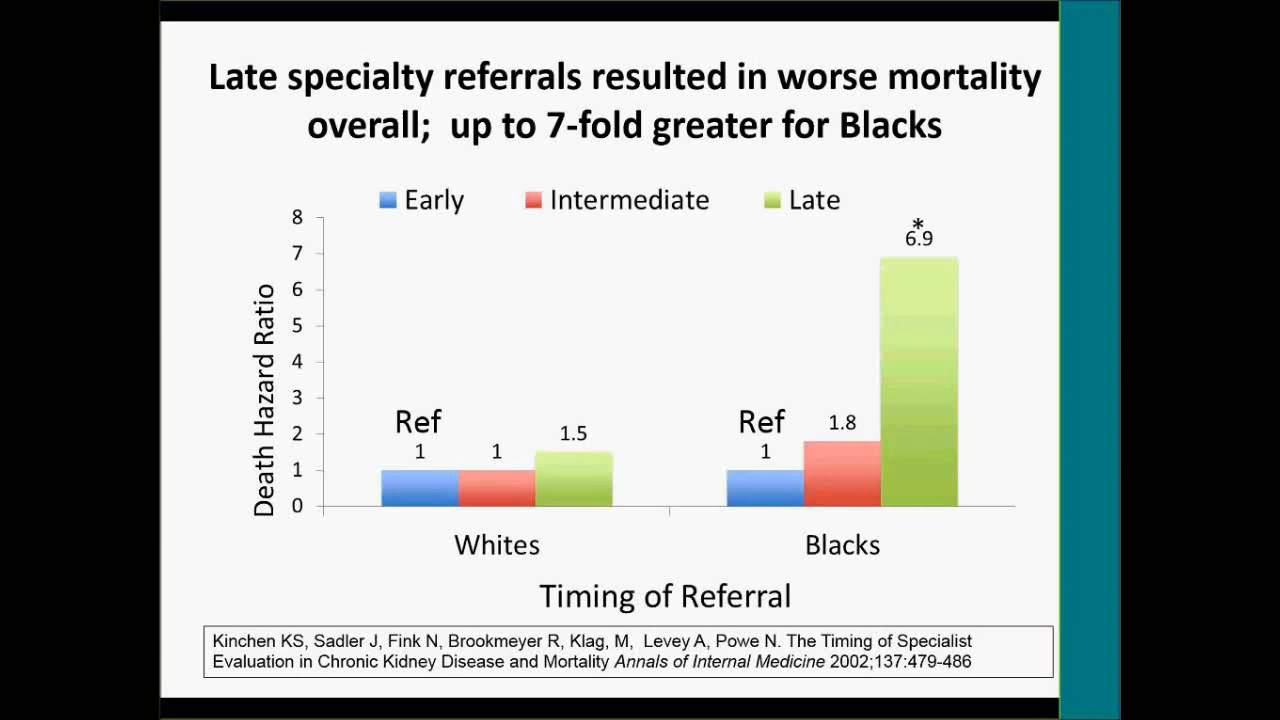 Late specialty referrals resulted in worse mortality
overall;  up to 7-fold greater for Blacks
Early Intermediate Late
8
7
6
5
4
3
2
1
0
Death Hazard Ratio
Ref
1
1
1.5
Ref
1
1.8
*
6.9
Whites Blacks
Timing of Referral
Kinchen KS, Sadler J, Fink N, Brookmeyer R, Klag, M,  Levey A, Powe N. The Timing of Specialist
Evaluation in Chronic Kidney Disease and Mortality Annals of Internal Medicine 2002;137:479-486